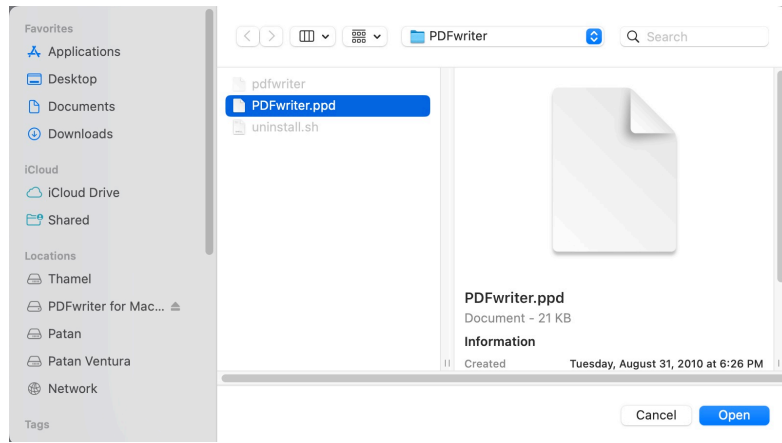 Favorites
Applications
Desktop
Documents
Downloads
iCloud
iCloud Drive
Shared
Locations
Thamel
PDFwriter for Mac...
Patan
Patan Ventura
Network
Tags
PDFwriter
Search
pdfwriter
PDFwriter.ppd
uninstall.sh
PDFwriter.ppd
Document - 21 KB
Information
Created Tuesday, August 31, 2010 at 6:26 PM
Cancel Open